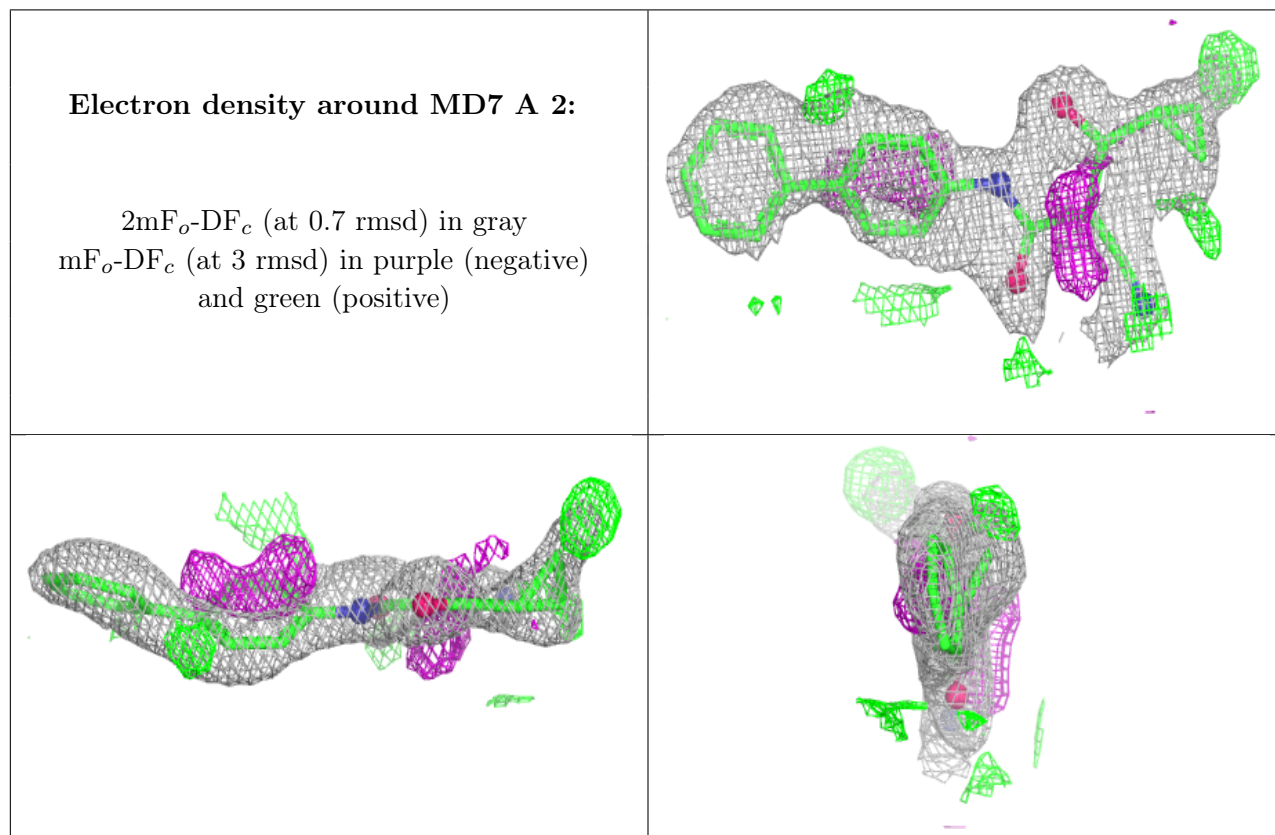 Electron density around MD7 A 2:
2mFo-DFc (at 0.7 rmsd) in gray
mFo-DFc (at 3 rmsd) in purple (negative)
and green (positive)